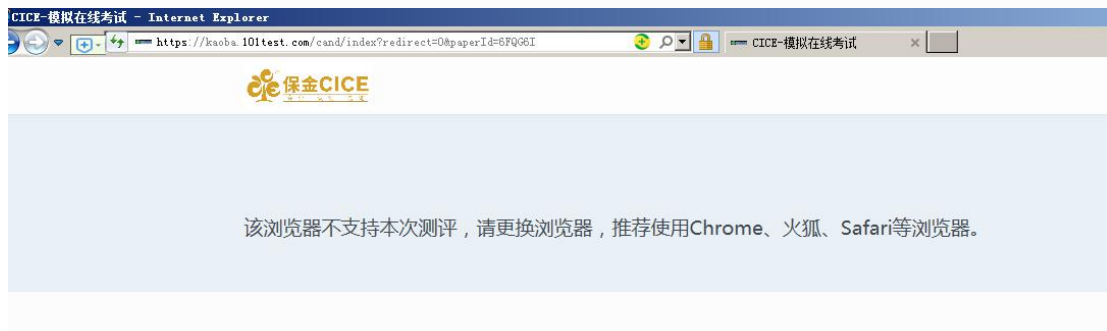 CICE-模拟在线考试 - Internet Explorer
https://kaoba.101test.com/cand/index?redirect=0&paperId=6FQG6I
CICE-模拟在线考试
保金CICE
该浏览器不支持本次测评，请更换浏览器，推荐使用Chrome、火狐、Safari等浏览器。